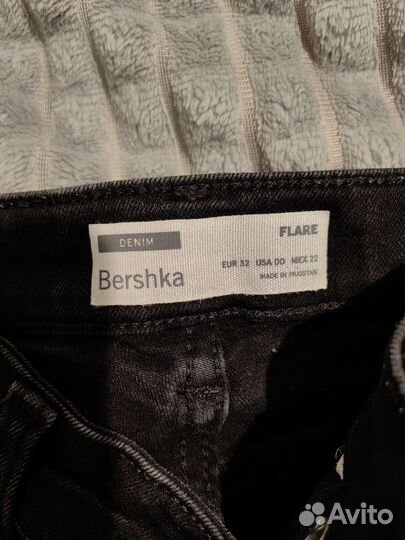 DENIM
FLARE
Bershka
EUR 32 USA 00 MEX 22
MADE IN PAKISTAN
Avito